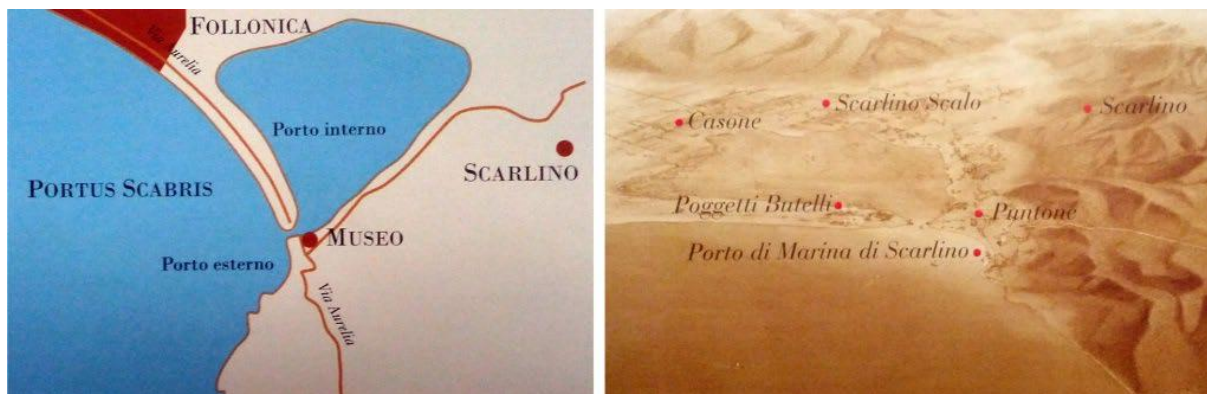 FOLLONICA
Via Aurelia
Porto interno
SCARLINO
PORTUS SCABRIS
MUSEO
Porto esterno
Via Aurelia
Scarlino Scalo
Scarlino
Casone
Poggetti Butelli
Puntone
Porto di Marina di Scarlino